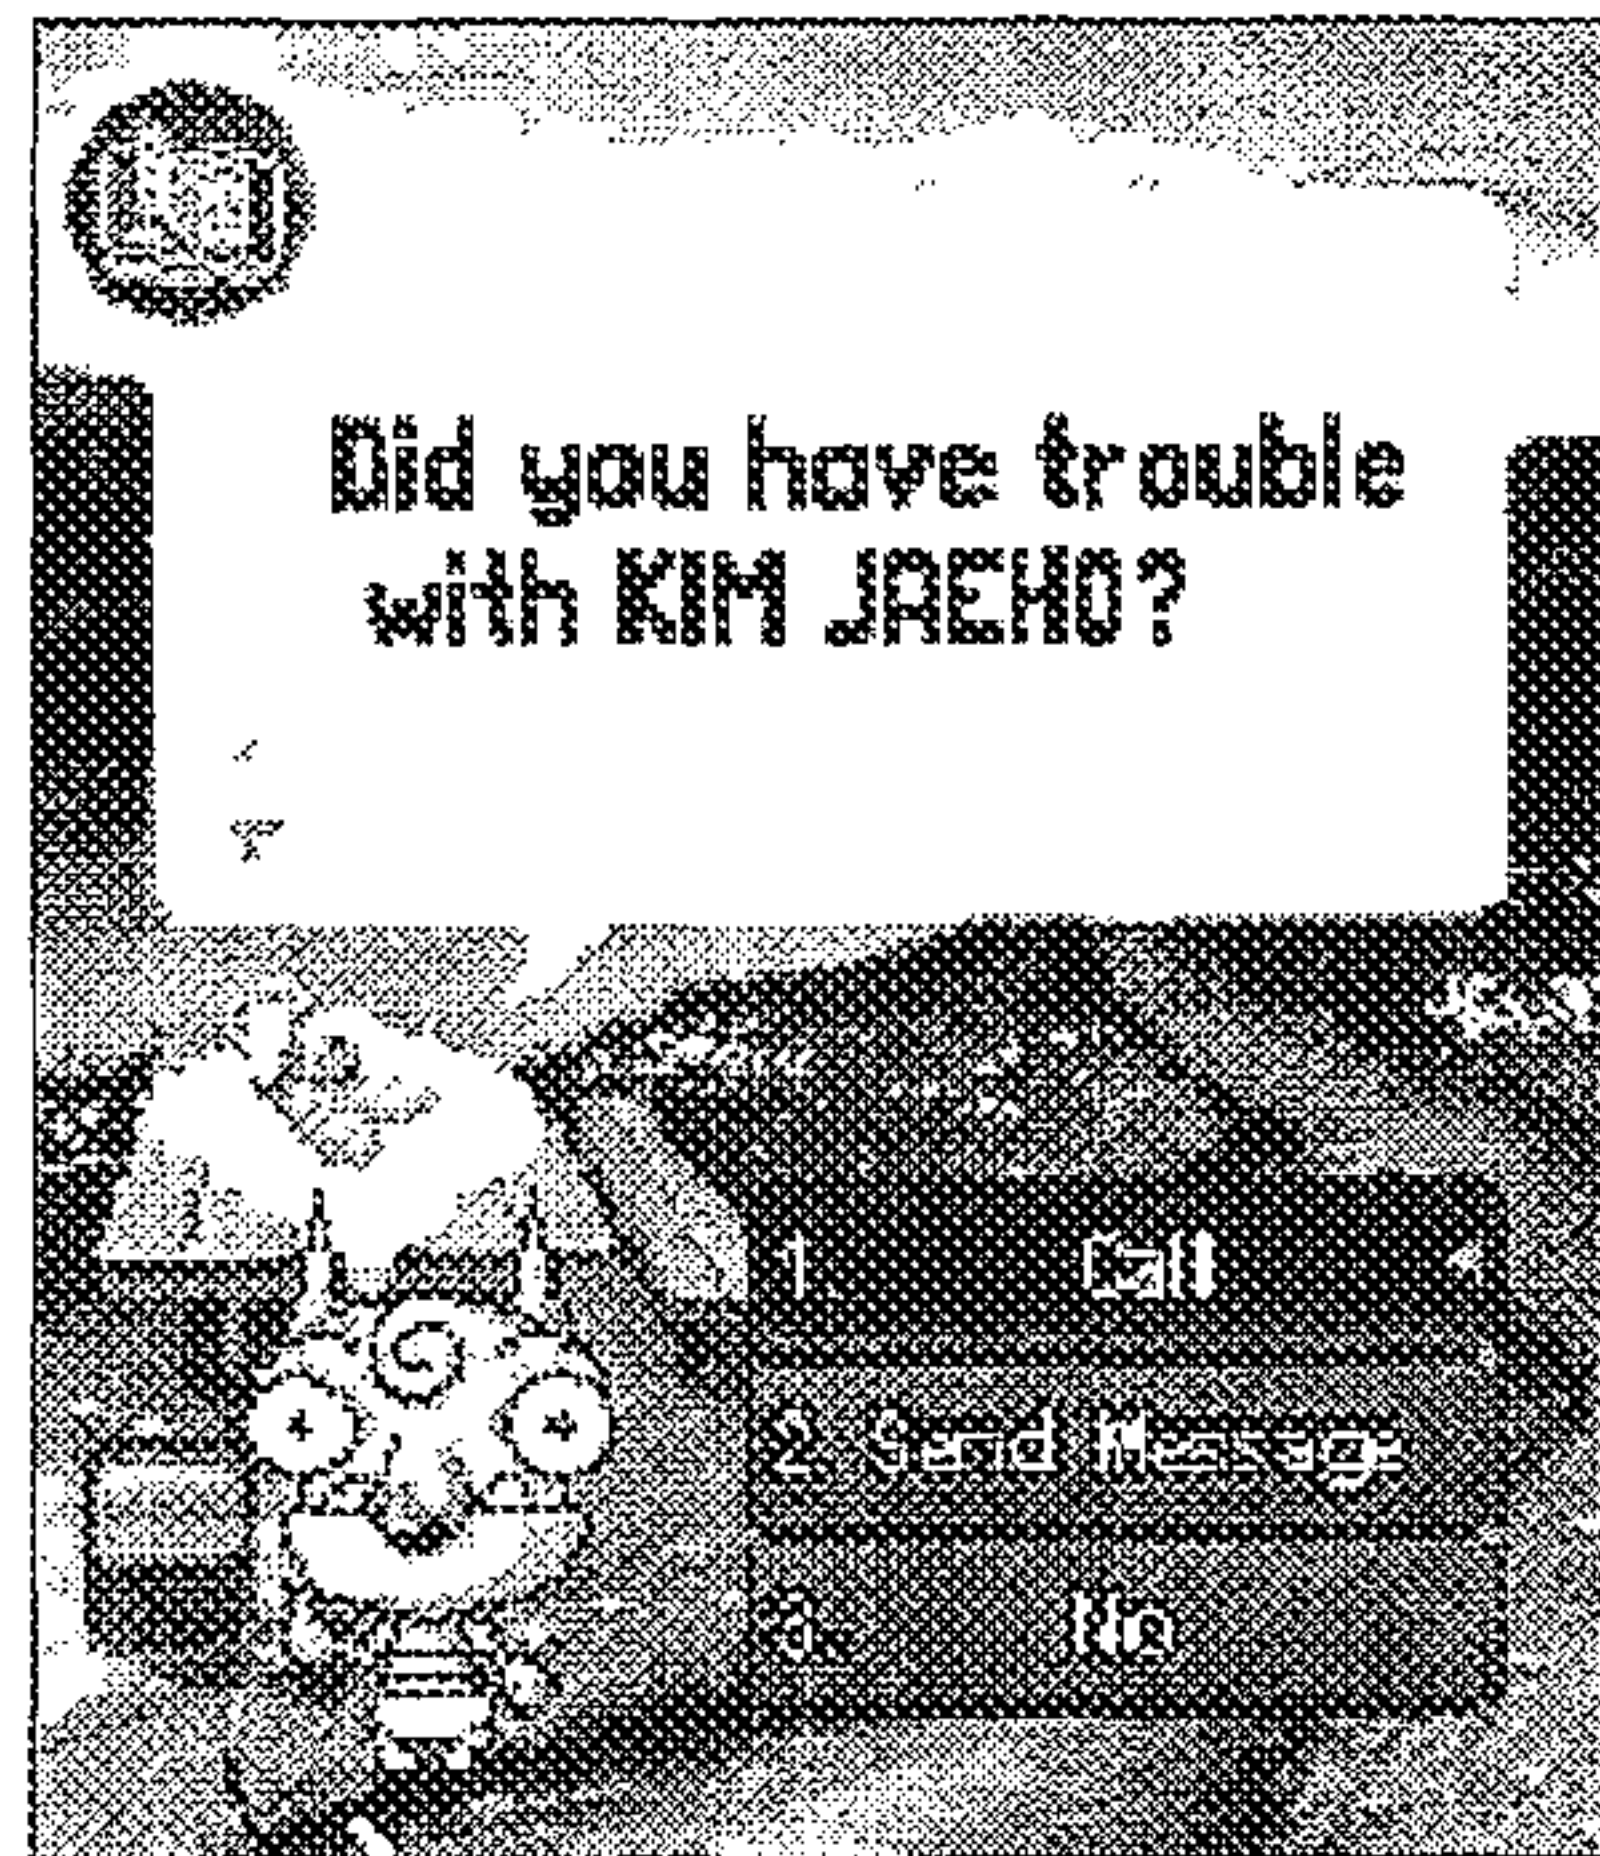 Did you have trouble
with KIM JAEHO?
1 Call
2 Send Message
3 No